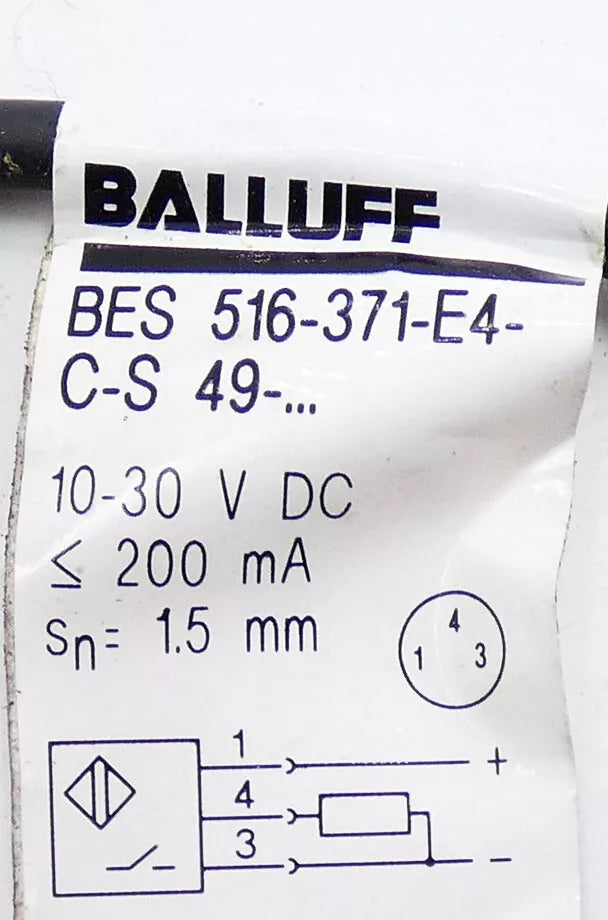 BALLUFF
BES 516-371-E4-
C-S 49-...
10-30 V DC
≤ 200 mA
sn= 1.5 mm
4
1 3
1 +
4
3 −